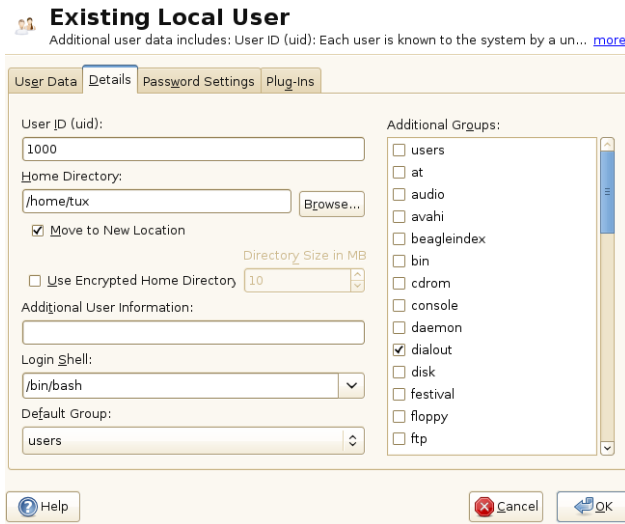 Existing Local User
Additional user data includes: User ID (uid): Each user is known to the system by a un... more
User Data Details Password Settings Plug-Ins
User ID (uid):
1000
Home Directory:
/home/tux
Browse...
Move to New Location
Directory Size in MB
Use Encrypted Home Directory 10
Additional User Information:
Login Shell:
/bin/bash
Default Group:
users
Additional Groups:
users
at
audio
avahi
beagleindex
bin
cdrom
console
daemon
dialout
disk
festival
floppy
ftp
Help Cancel OK